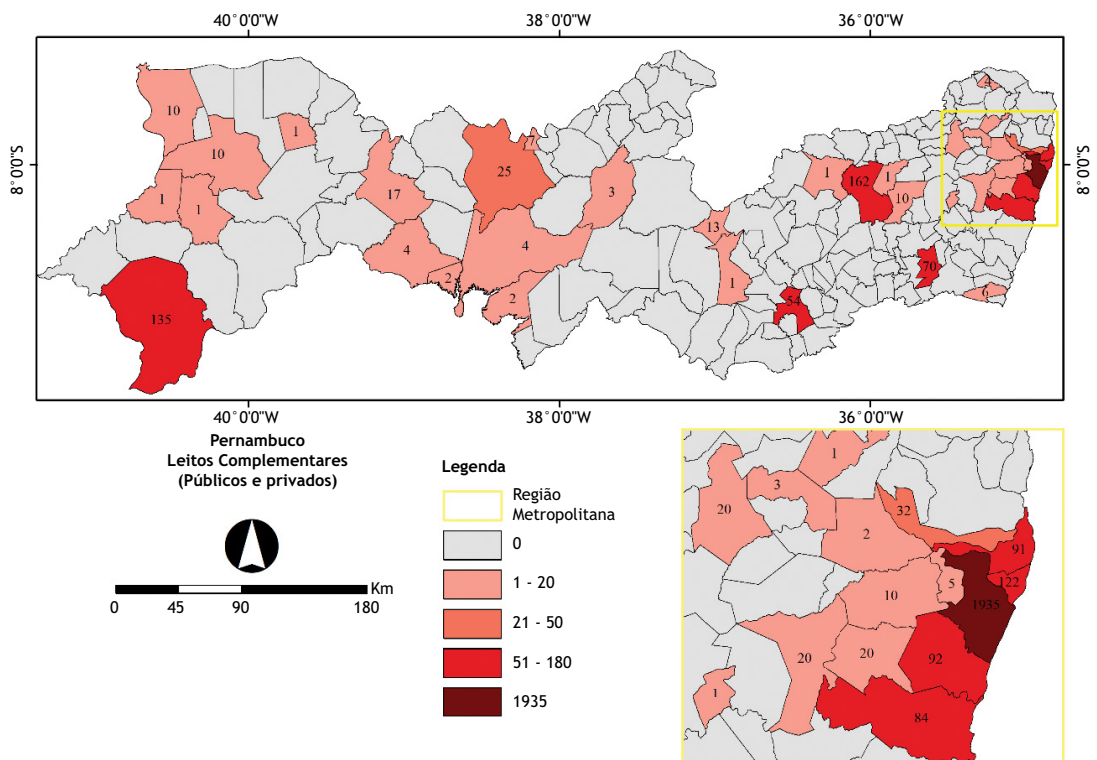 40°0'0"W 38°0'0"W 36°0'0"W
8°0'0"S 8°0'0"S
4
10
1
7
10
25
1
162
1
17
3
10
1
1
13
4
4
70
2
1
2
6
54
135
40°0'0"W 38°0'0"W 36°0'0"W
Pernambuco
Leitos Complementares
(Públicos e privados)
Km
0 45 90 180
Legenda
Região
Metropolitana
0
1 - 20
21 - 50
51 - 180
1935
1
3
20
32
2
91
5
122
10
1935
20
20
92
1
84